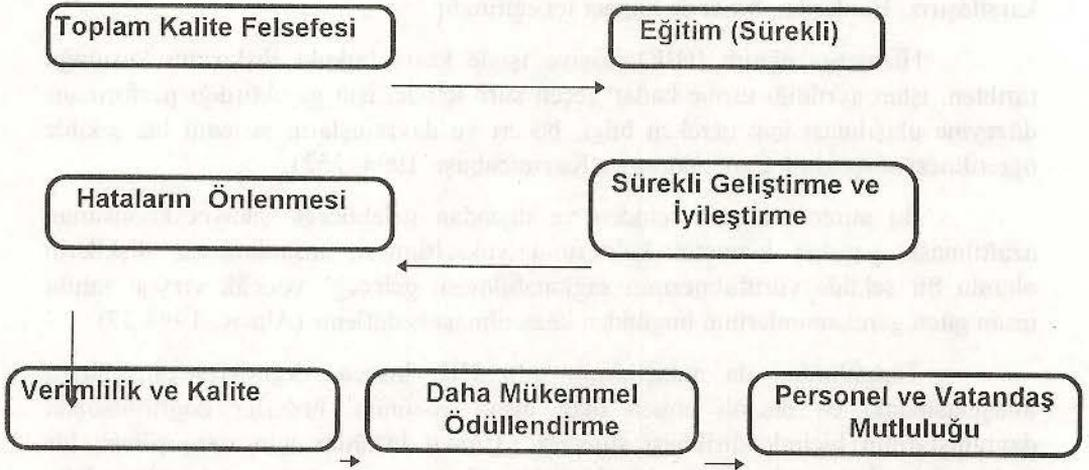 Toplam Kalite Felsefesi
Eğitim (Sürekli)
Hataların Önlenmesi
Sürekli Geliştirme ve
İyileştirme
Verimlilik ve Kalite
Daha Mükemmel
Ödüllendirme
Personel ve Vatandaş
Mutluluğu